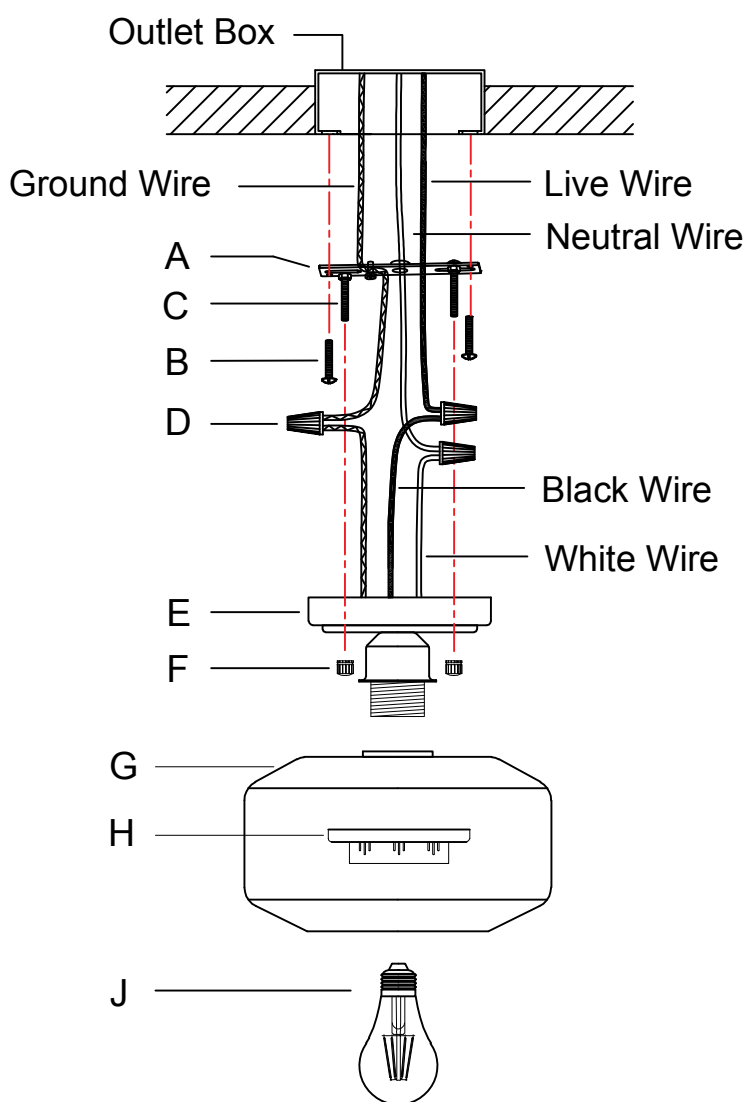 Outlet Box
Ground Wire
Live Wire
Neutral Wire
A
C
B
D
Black Wire
White Wire
E
F
G
H
J